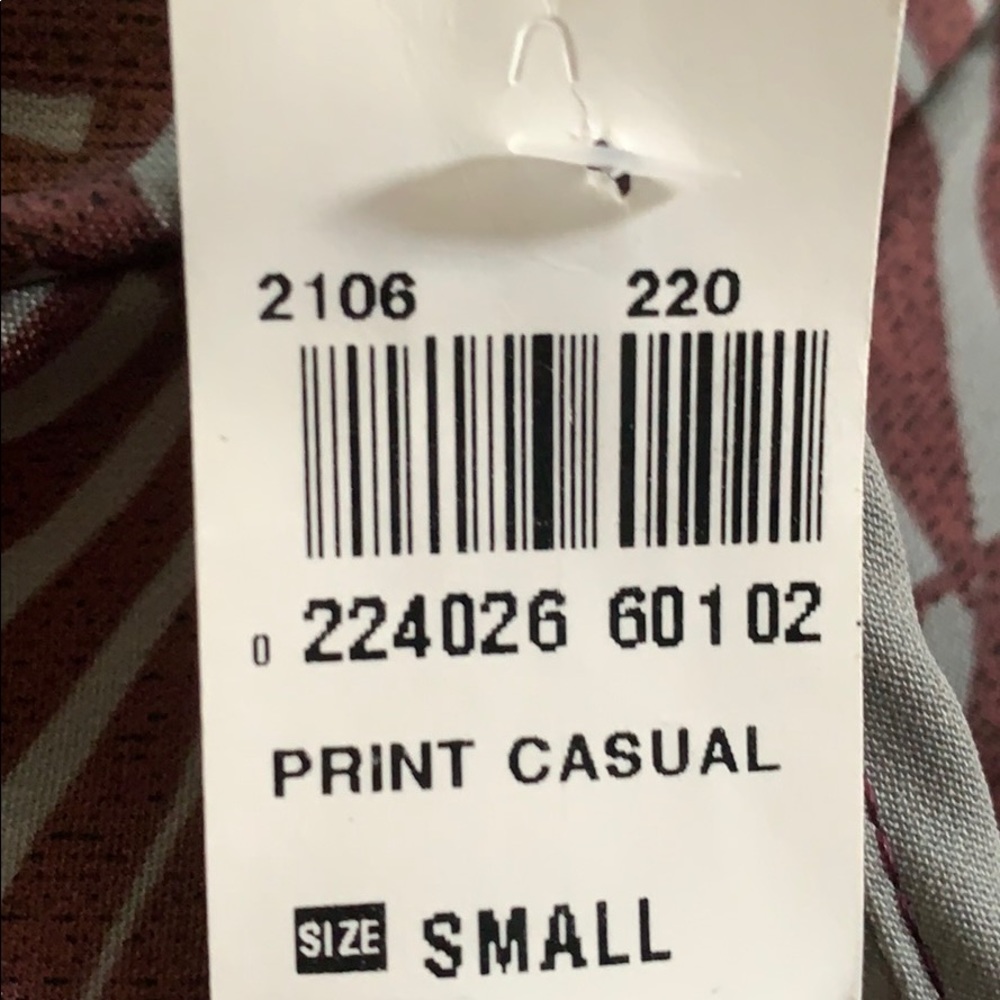 2106 220
0 224026 60102
PRINT CASUAL
SIZE SMALL